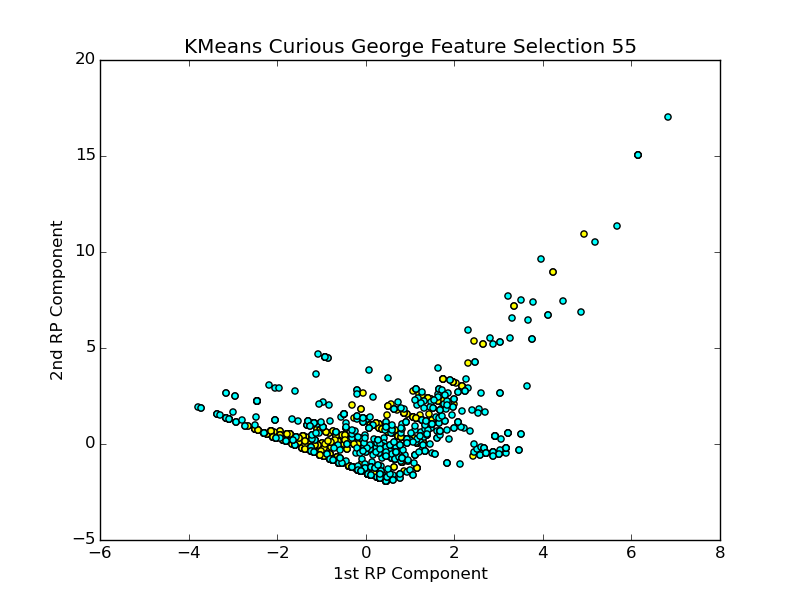 KMeans Curious George Feature Selection 55
20
15
10
5
0
−5
2nd RP Component
−6 −4 −2 0 2 4 6 8
1st RP Component